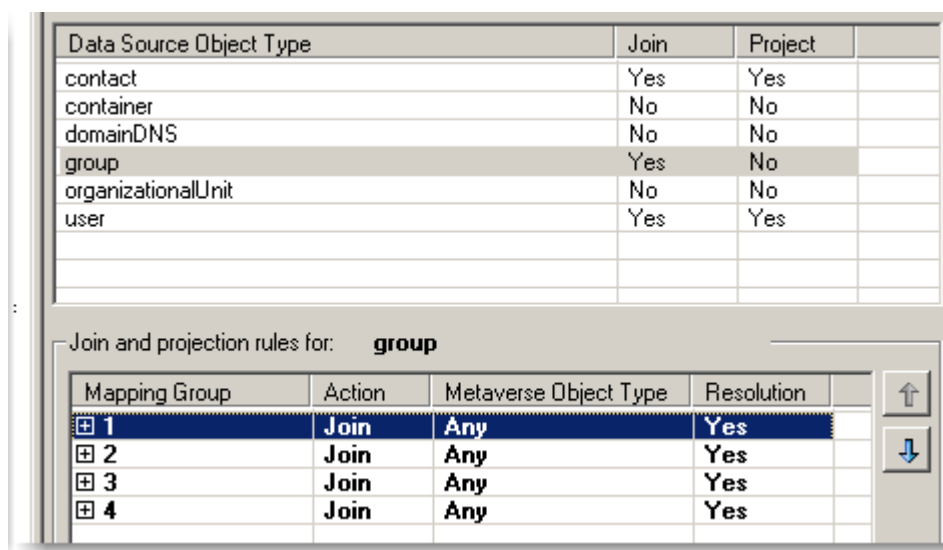 Data Source Object Type Join Project
contact Yes Yes
container No No
domainDNS No No
group Yes No
organizationalUnit No No
user Yes Yes
:
Join and projection rules for: group
Mapping Group Action Metaverse Object Type Resolution
1 Join Any Yes
2 Join Any Yes
3 Join Any Yes
4 Join Any Yes